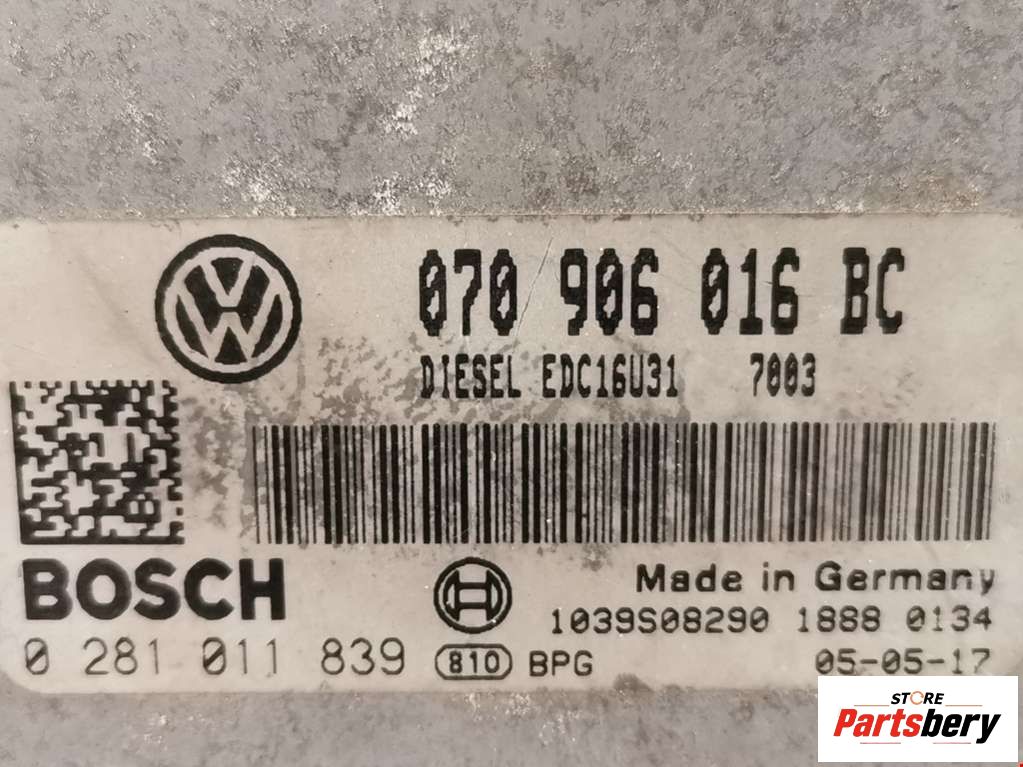 070 906 016 BC
DIESEL EDC16U31 7003
BOSCH
Made in Germany
1039S08290 1888 0134
0 281 011 839 810 BPG 05-05-17
STORE
Partsbery